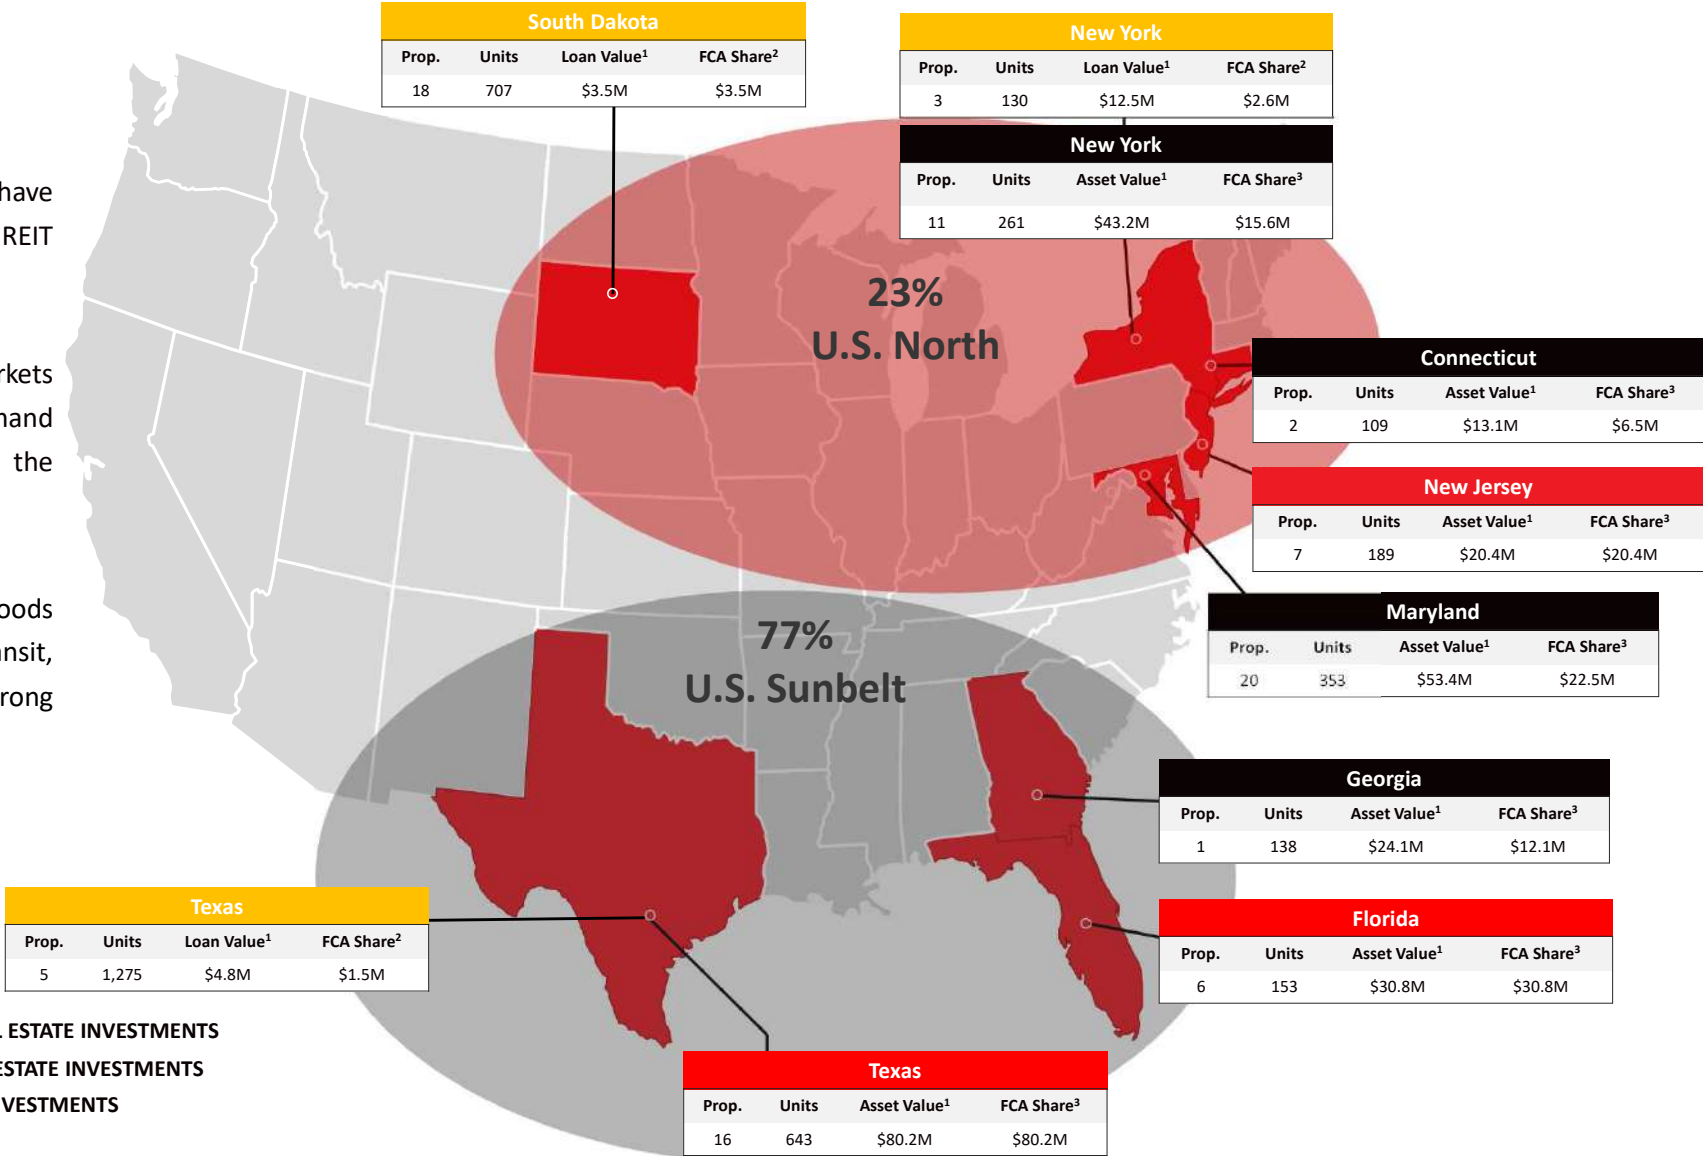 South Dakota
Prop. Units Loan Value¹ FCA Share²
18 707 $3.5M $3.5M
New York
Prop. Units Loan Value¹ FCA Share²
3 130 $12.5M $2.6M
New York
Prop. Units Asset Value¹ FCA Share³
11 261 $43.2M $15.6M
have
REIT
rkets
mand
the
oods
ansit,
rong
23%
U.S. North
Connecticut
Prop. Units Asset Value¹ FCA Share³
2 109 $13.1M $6.5M
New Jersey
Prop. Units Asset Value¹ FCA Share³
7 189 $20.4M $20.4M
Maryland
Prop. Units Asset Value¹ FCA Share³
20 353 $53.4M $22.5M
77%
U.S. Sunbelt
Georgia
Prop. Units Asset Value¹ FCA Share³
1 138 $24.1M $12.1M
Florida
Prop. Units Asset Value¹ FCA Share³
6 153 $30.8M $30.8M
Texas
Prop. Units Loan Value¹ FCA Share²
5 1,275 $4.8M $1.5M
ESTATE INVESTMENTS
ESTATE INVESTMENTS
VESTMENTS
Texas
Prop. Units Asset Value¹ FCA Share³
16 643 $80.2M $80.2M